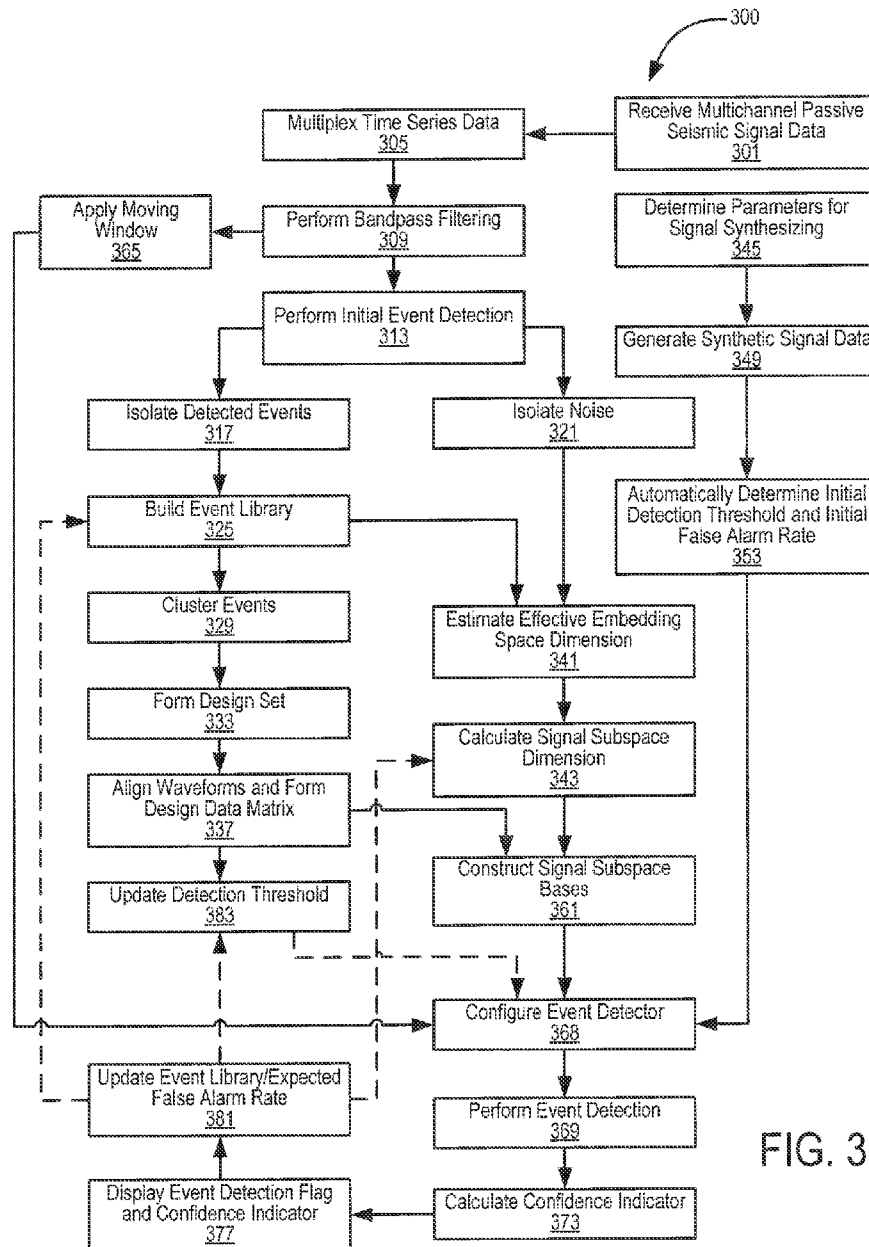 300
Receive Multichannel Passive
Seismic Signal Data
301
Multiplex Time Series Data
305
Apply Moving
Window
365
Perform Bandpass Filtering
309
Determine Parameters for
Signal Synthesizing
345
Perform Initial Event Detection
313
Generate Synthetic Signal Data
349
Isolate Detected Events
317
Isolate Noise
321
Build Event Library
325
Automatically Determine Initial
Detection Threshold and Initial
False Alarm Rate
353
Cluster Events
329
Estimate Effective Embedding
Space Dimension
341
Form Design Set
333
Calculate Signal Subspace
Dimension
343
Align Waveforms and Form
Design Data Matrix
337
Construct Signal Subspace
Bases
361
Update Detection Threshold
383
Configure Event Detector
368
Update Event Library/Expected
False Alarm Rate
381
Perform Event Detection
369
Display Event Detection Flag
and Confidence Indicator
377
Calculate Confidence Indicator
373
FIG. 3